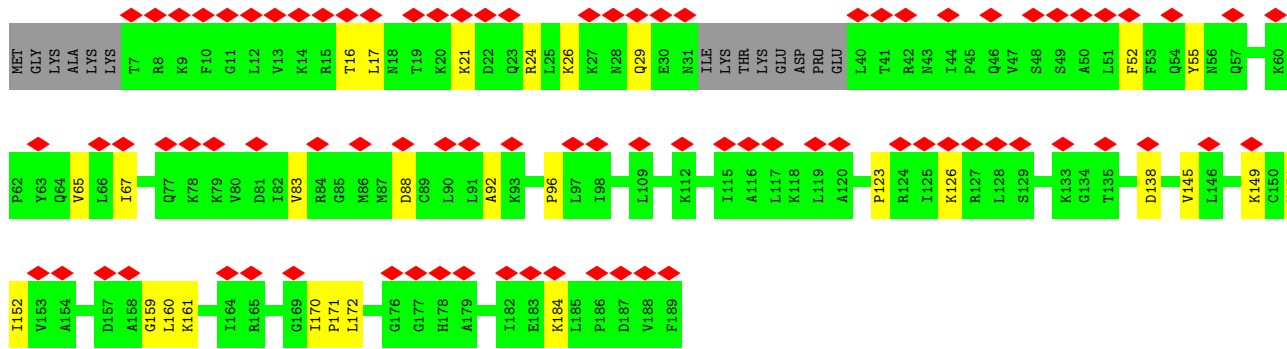 MET GLY LYS ALA LYS LYS T7 R8 K9 F10 G11 L12 V13 K14 R15 T16 L17 N18 T19 K20 K21 D22 Q23 R24 L25 K26 K27 N28 Q29 E30 N31 ILE LYS THR LYS GLU ASP PRO GLU L40 T41 R42 N43 I44 P45 Q46 V47 S48 S49 A50 L51 F52 F53 Q54 Y55 N56 Q57 K60
P62 Y63 Q64 V65 L66 I67 Q77 K78 K79 V80 D81 I82 V83 R84 G85 M86 M87 D88 C89 L90 L91 A92 K93 P96 L97 I98 L109 K112 I115 A116 L117 K118 L119 A120 P123 R124 I125 K126 R127 L128 S129 K133 G134 T135 D138 V145 L146 K149 C150
I152 V153 A154 D157 A158 G159 L160 K161 I164 R165 G169 I170 P171 L172 G176 G177 H178 A179 I182 E183 K184 L185 P186 D187 V188 F189